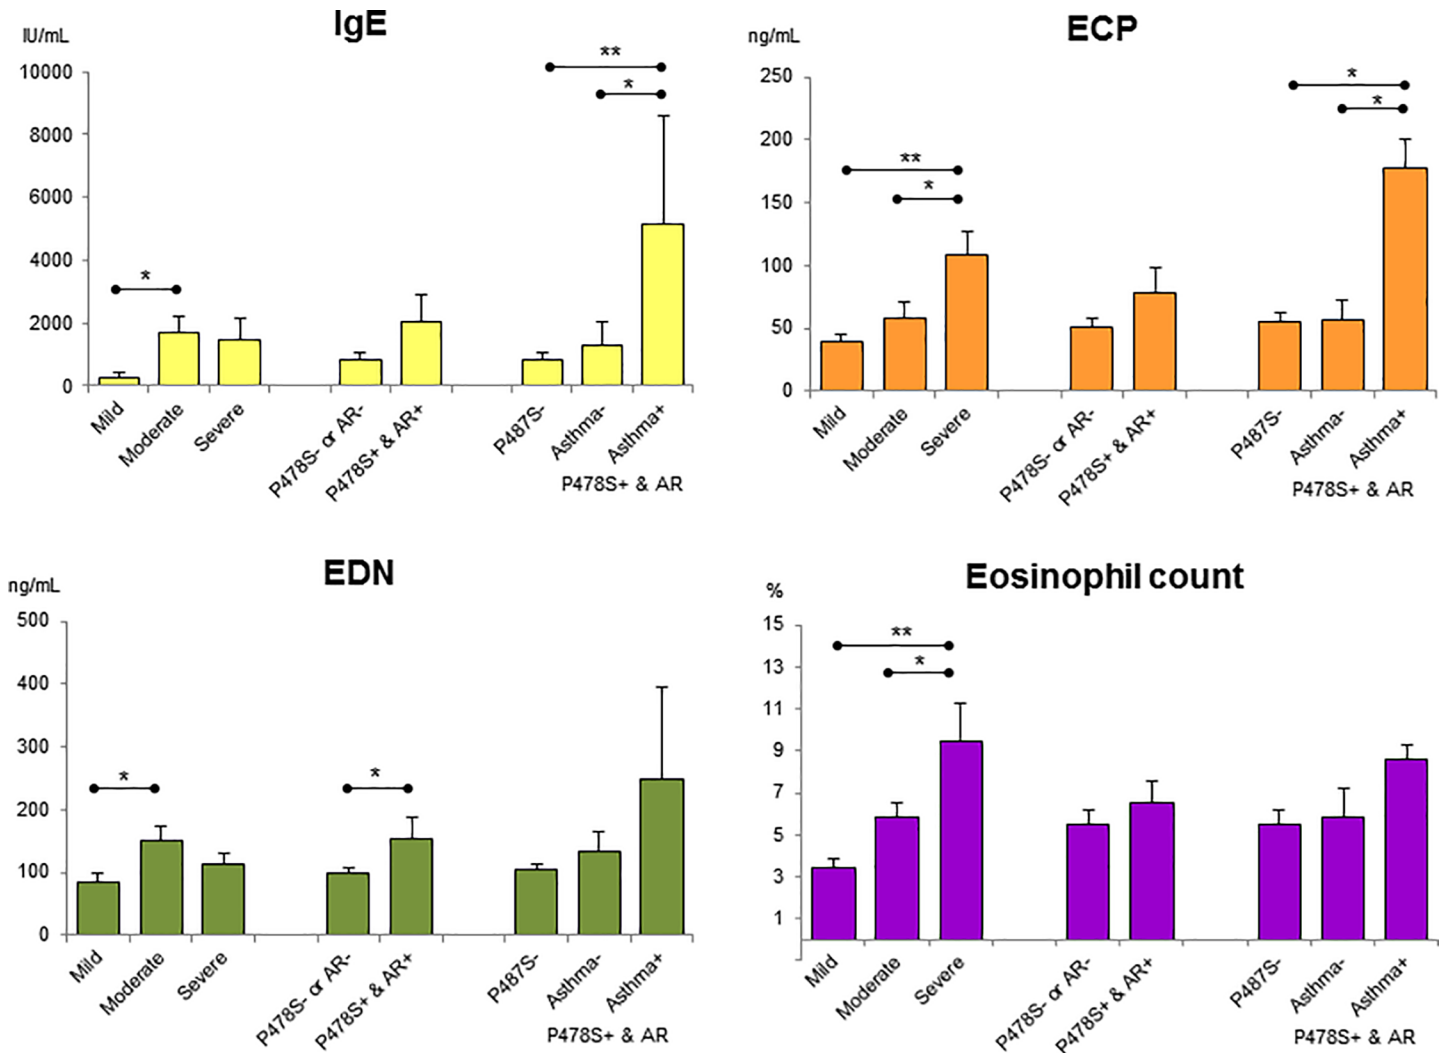 IgE
IU/mL
10000
8000
6000
4000
2000
0
*
**
*
Mild
Moderate
Severe
P478S- or AR-
P478S+ & AR+
P487S-
Asthma-
Asthma+
P478S+ & AR
ECP
ng/mL
250
200
150
100
50
0
**
*
*
*
Mild
Moderate
Severe
P478S- or AR-
P478S+ & AR+
P487S-
Asthma-
Asthma+
P478S+ & AR
EDN
ng/mL
500
400
300
200
100
0
*
*
Mild
Moderate
Severe
P478S- or AR-
P478S+ & AR+
P487S-
Asthma-
Asthma+
P478S+ & AR
Eosinophil count
%
15
13
11
9
7
5
3
1
**
*
Mild
Moderate
Severe
P478S- or AR-
P478S+ & AR+
P487S-
Asthma-
Asthma+
P478S+ & AR